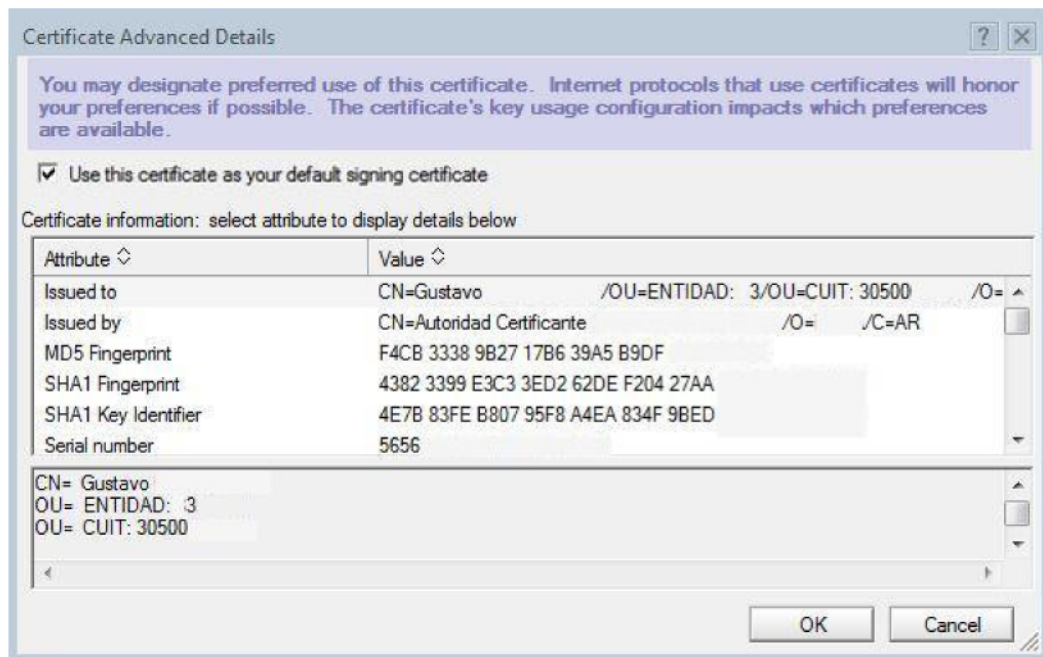 Certificate Advanced Details
You may designate preferred use of this certificate. Internet protocols that use certificates will honor
your preferences if possible. The certificate's key usage configuration impacts which preferences
are available.
Use this certificate as your default signing certificate
Certificate information: select attribute to display details below
Attribute Value
Issued to CN=Gustavo /OU=ENTIDAD: 3/OU=CUIT: 30500 /O=
Issued by CN=Autoridad Certificante /O= /C=AR
MD5 Fingerprint F4CB 3338 9B27 17B6 39A5 B9DF
SHA1 Fingerprint 4382 3399 E3C3 3ED2 62DE F204 27AA
SHA1 Key Identifier 4E7B 83FE B807 95F8 A4EA 834F 9BED
Serial number 5656
CN= Gustavo
OU= ENTIDAD: 3
OU= CUIT: 30500
OK Cancel